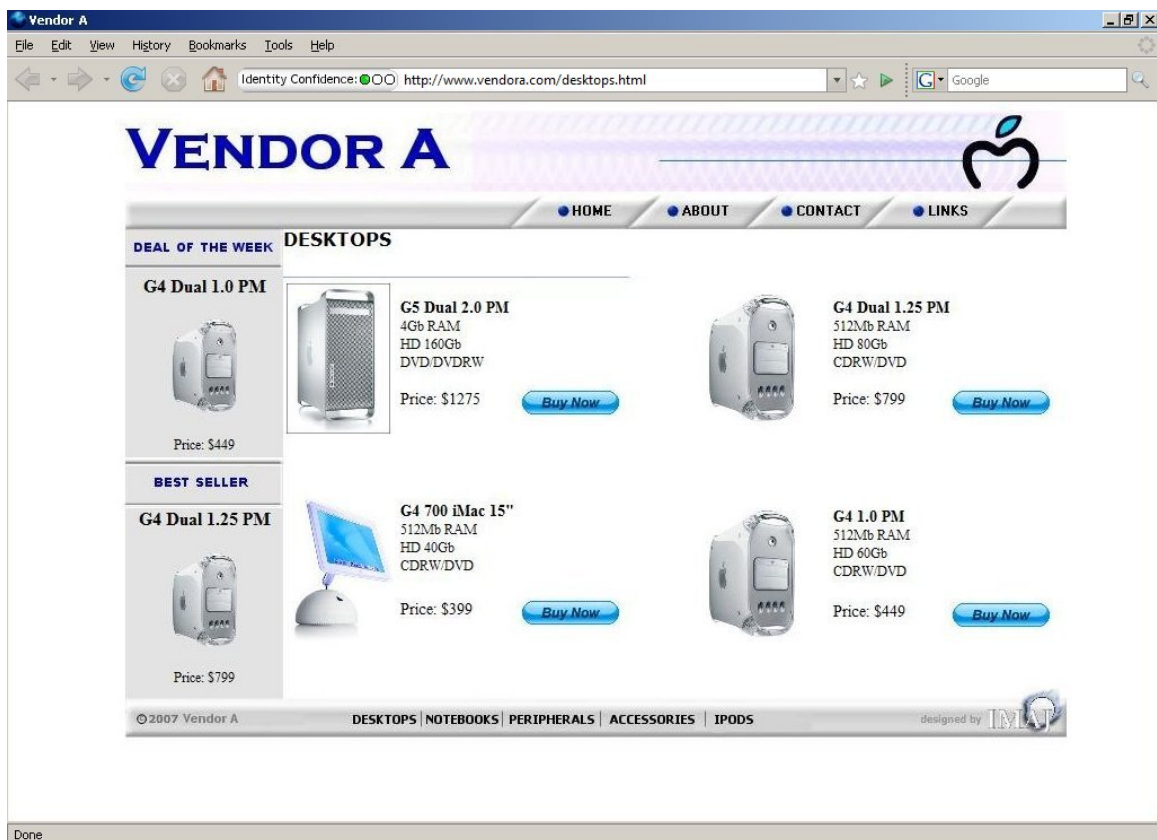 Vendor A
File Edit View History Bookmarks Tools Help
Identity Confidence: http://www.vendora.com/desktops.html
G Google
VENDOR A
HOME ABOUT CONTACT LINKS
DEAL OF THE WEEK
G4 Dual 1.0 PM
Price: $449
BEST SELLER
G4 Dual 1.25 PM
Price: $799
DESKTOPS
G5 Dual 2.0 PM
4Gb RAM
HD 160Gb
DVD/DVDRW
Price: $1275
Buy Now
G4 Dual 1.25 PM
512Mb RAM
HD 80Gb
CDRW/DVD
Price: $799
Buy Now
G4 700 iMac 15"
512Mb RAM
HD 40Gb
CDRW/DVD
Price: $399
Buy Now
G4 1.0 PM
512Mb RAM
HD 60Gb
CDRW/DVD
Price: $449
Buy Now
©2007 Vendor A DESKTOPS | NOTEBOOKS | PERIPHERALS | ACCESSORIES | IPODS designed by IMAJ
Done